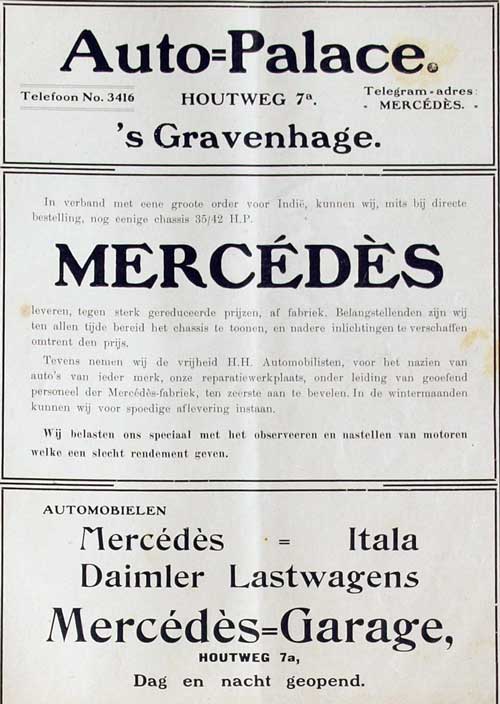 Auto=Palace.
Telefoon No. 3416
HOUTWEG 7a.
Telegram-adres:
- MERCÉDÈS. -
's Gravenhage.
In verband met eene groote order voor Indië, kunnen wij, mits bij directe
bestelling, nog eenige chassis 35/42 H.P.
MERCÉDÈS
leveren, tegen sterk gereduceerde prijzen, af fabriek. Belangstellenden zijn wij
ten allen tijde bereid het chassis te toonen, en nadere inlichtingen te verschaffen
omtrent den prijs.
Tevens nemen wij de vrijheid H.H. Automobilisten, voor het nazien van
auto's van ieder merk, onze reparatiewerkplaats, onder leiding van geoefend
personeel der Mercédès-fabriek, ten zeerste aan te bevelen. In de wintermaanden
kunnen wij voor spoedige aflevering instaan.
Wij belasten ons speciaal met het observeeren en nastellen van motoren
welke een slecht rendement geven.
AUTOMOBIELEN
Mercédès = Itala
Daimler Lastwagens
Mercédès=Garage,
HOUTWEG 7a,
Dag en nacht geopend.